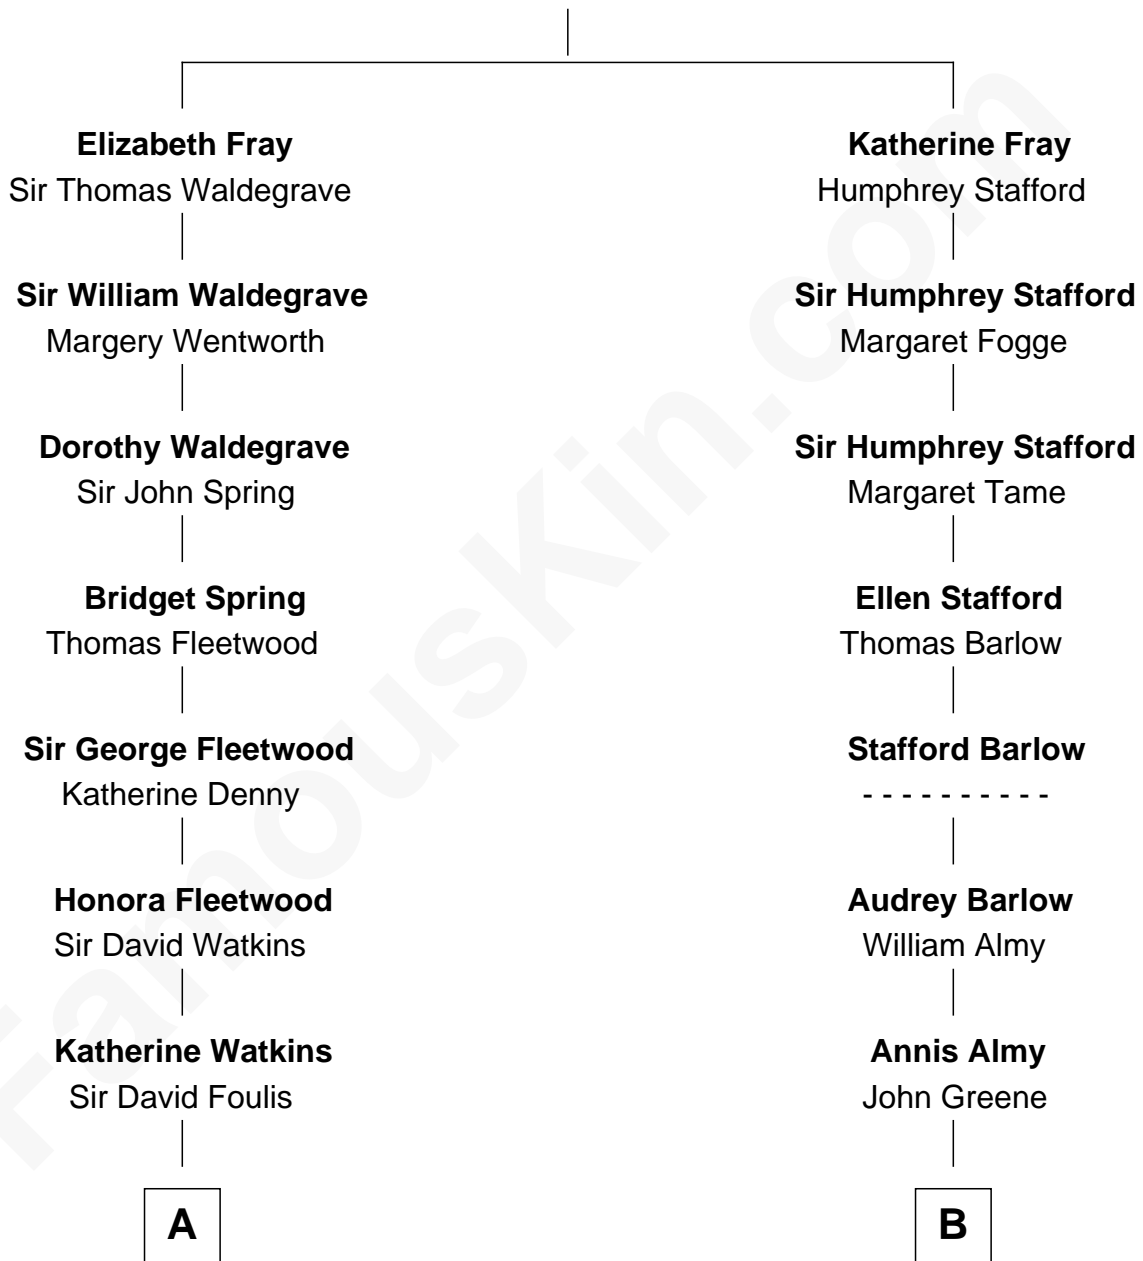 Elizabeth Fray
Sir Thomas Waldegrave
Sir William Waldegrave
Margery Wentworth
Dorothy Waldegrave
Sir John Spring
Bridget Spring
Thomas Fleetwood
Sir George Fleetwood
Katherine Denny
Honora Fleetwood
Sir David Watkins
Katherine Watkins
Sir David Foulis
A
Katherine Fray
Humphrey Stafford
Sir Humphrey Stafford
Margaret Fogge
Sir Humphrey Stafford
Margaret Tame
Ellen Stafford
Thomas Barlow
Stafford Barlow
- - - - - - - - - -
Audrey Barlow
William Almy
Annis Almy
John Greene
B
FamousKin.com